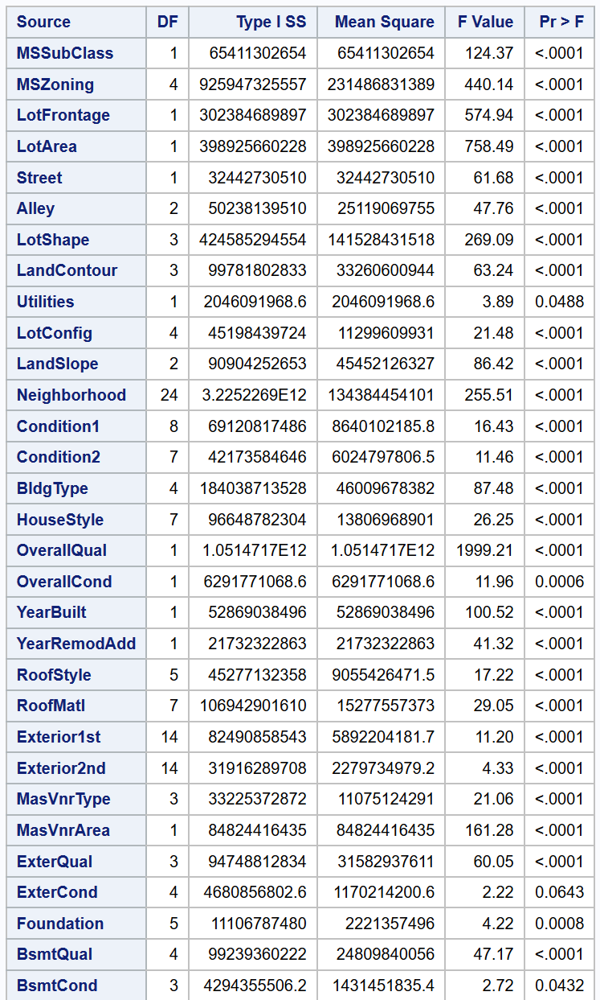 Source DF Type I SS Mean Square F Value Pr > F
MSSubClass 1 65411302654 65411302654 124.37 <.0001
MSZoning 4 925947325557 231486831389 440.14 <.0001
LotFrontage 1 302384689897 302384689897 574.94 <.0001
LotArea 1 398925660228 398925660228 758.49 <.0001
Street 1 32442730510 32442730510 61.68 <.0001
Alley 2 50238139510 25119069755 47.76 <.0001
LotShape 3 424585294554 141528431518 269.09 <.0001
LandContour 3 99781802833 33260600944 63.24 <.0001
Utilities 1 2046091968.6 2046091968.6 3.89 0.0488
LotConfig 4 45198439724 11299609931 21.48 <.0001
LandSlope 2 90904252653 45452126327 86.42 <.0001
Neighborhood 24 3.2252269E12 134384454101 255.51 <.0001
Condition1 8 69120817486 8640102185.8 16.43 <.0001
Condition2 7 42173584646 6024797806.5 11.46 <.0001
BldgType 4 184038713528 46009678382 87.48 <.0001
HouseStyle 7 96648782304 13806968901 26.25 <.0001
OverallQual 1 1.0514717E12 1.0514717E12 1999.21 <.0001
OverallCond 1 6291771068.6 6291771068.6 11.96 0.0006
YearBuilt 1 52869038496 52869038496 100.52 <.0001
YearRemodAdd 1 21732322863 21732322863 41.32 <.0001
RoofStyle 5 45277132358 9055426471.5 17.22 <.0001
RoofMatl 7 106942901610 15277557373 29.05 <.0001
Exterior1st 14 82490858543 5892204181.7 11.20 <.0001
Exterior2nd 14 31916289708 2279734979.2 4.33 <.0001
MasVnrType 3 33225372872 11075124291 21.06 <.0001
MasVnrArea 1 84824416435 84824416435 161.28 <.0001
ExterQual 3 94748812834 31582937611 60.05 <.0001
ExterCond 4 4680856802.6 1170214200.6 2.22 0.0643
Foundation 5 11106787480 2221357496 4.22 0.0008
BsmtQual 4 99239360222 24809840056 47.17 <.0001
BsmtCond 3 4294355506.2 1431451835.4 2.72 0.0432